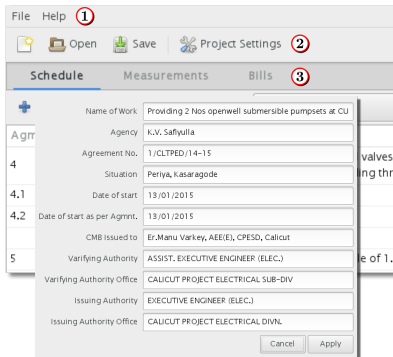 File Help 1
Open Save Project Settings 2
Schedule Measurements Bills 3
Agm
Name of Work Providing 2 Nos openwell submersible pumpsets at CU
Agency K.V. Safiyulla
Agreement No. 1/CLTPED/14-15
4 valves
Situation Periya, Kasaragode
ing thr
4.1 Date of start 13/01/2015
4.2 Date of start as per Agmnt. 13/01/2015
CMB Issued to Er.Manu Varkey, AEE(E), CPESD, Calicut
5 Varifying Authority ASSIST. EXECUTIVE ENGINEER (ELEC.) le of 1.
Varifying Authority Office CALICUT PROJECT ELECTRICAL SUB-DIV
Issuing Authority EXECUTIVE ENGINEER (ELEC.)
Issuing Authority Office CALICUT PROJECT ELECTRICAL DIVN.
Cancel Apply